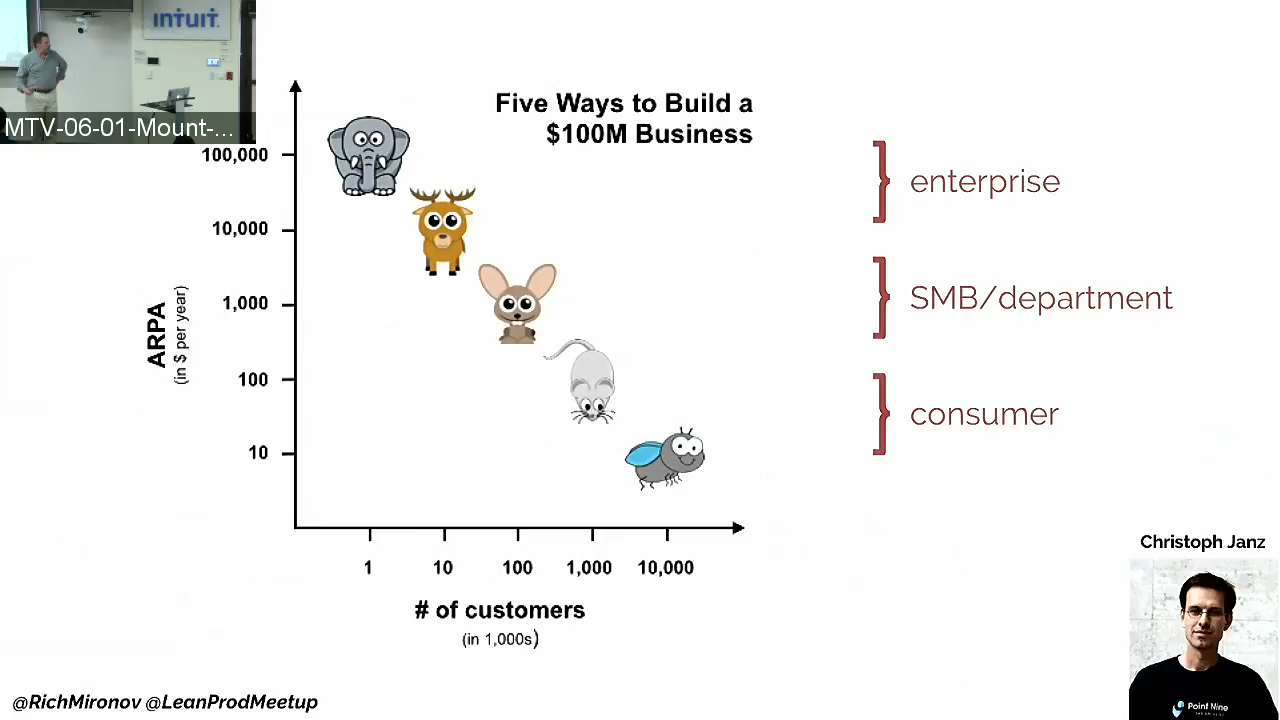 intuit.
MTV-06-01-Mount-...
Five Ways to Build a
$100M Business
100,000
10,000
1,000
100
10
ARPA
(in $ per year)
1
10
100
1,000
10,000
# of customers
(in 1,000s)
enterprise
SMB/department
consumer
Christoph Janz
Point Nine
@RichMironov @LeanProdMeetup